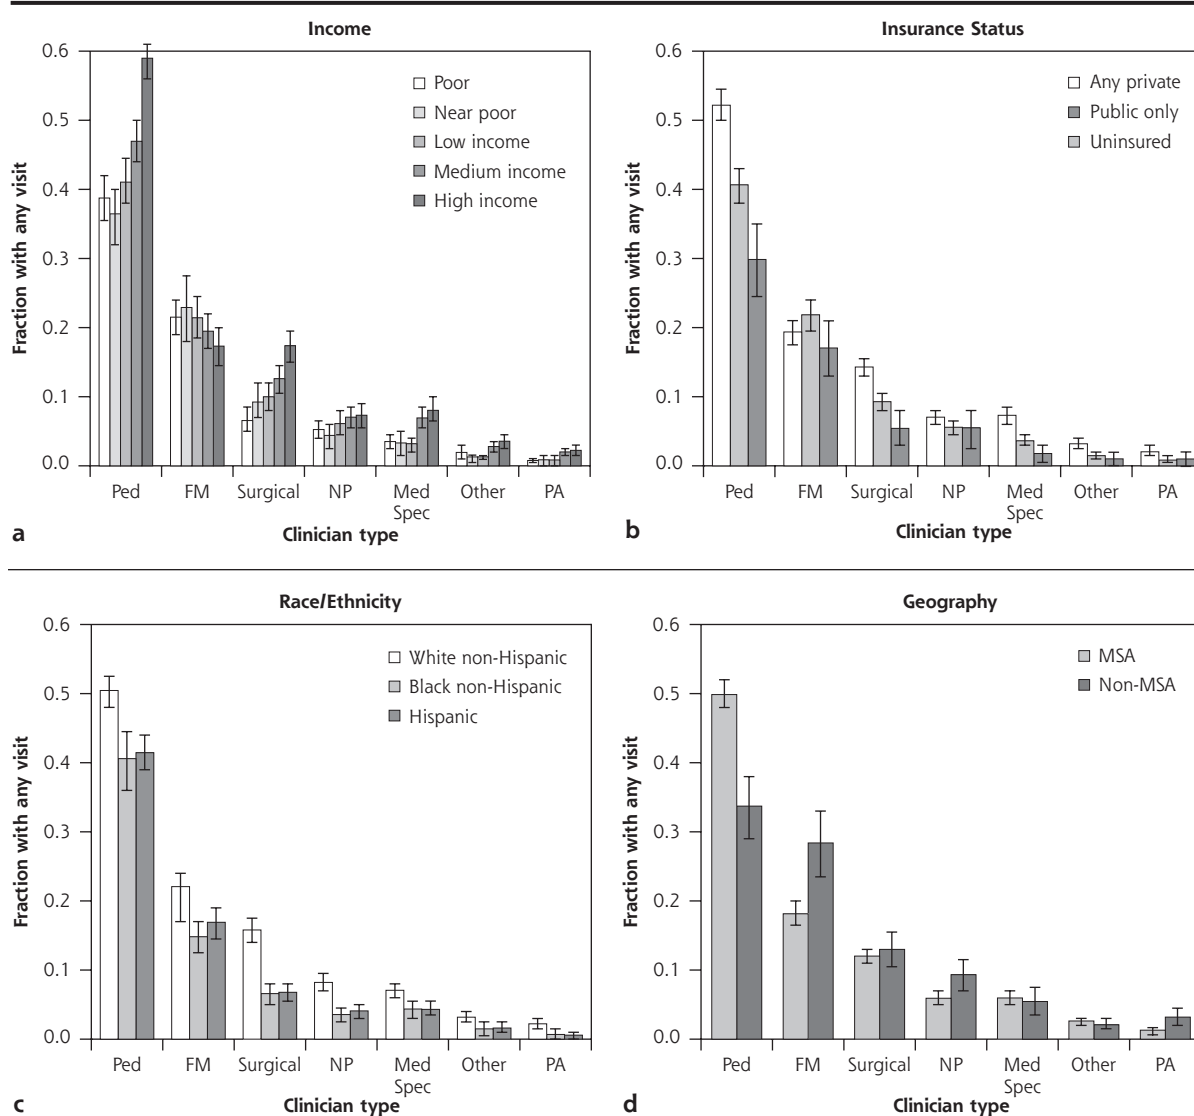 Income
0.6
0.5
0.4
0.3
0.2
0.1
0.0
Fraction with any visit
Poor
Near poor
Low income
Medium income
High income
Ped FM Surgical NP Med Other PA
Spec
a
Clinician type
Insurance Status
0.6
0.5
0.4
0.3
0.2
0.1
0.0
Fraction with any visit
Any private
Public only
Uninsured
Ped FM Surgical NP Med Other PA
Spec
b
Clinician type
Race/Ethnicity
0.6
0.5
0.4
0.3
0.2
0.1
0.0
Fraction with any visit
White non-Hispanic
Black non-Hispanic
Hispanic
Ped FM Surgical NP Med Other PA
Spec
c
Clinician type
Geography
0.6
0.5
0.4
0.3
0.2
0.1
0.0
Fraction with any visit
MSA
Non-MSA
Ped FM Surgical NP Med Other PA
Spec
d
Clinician type